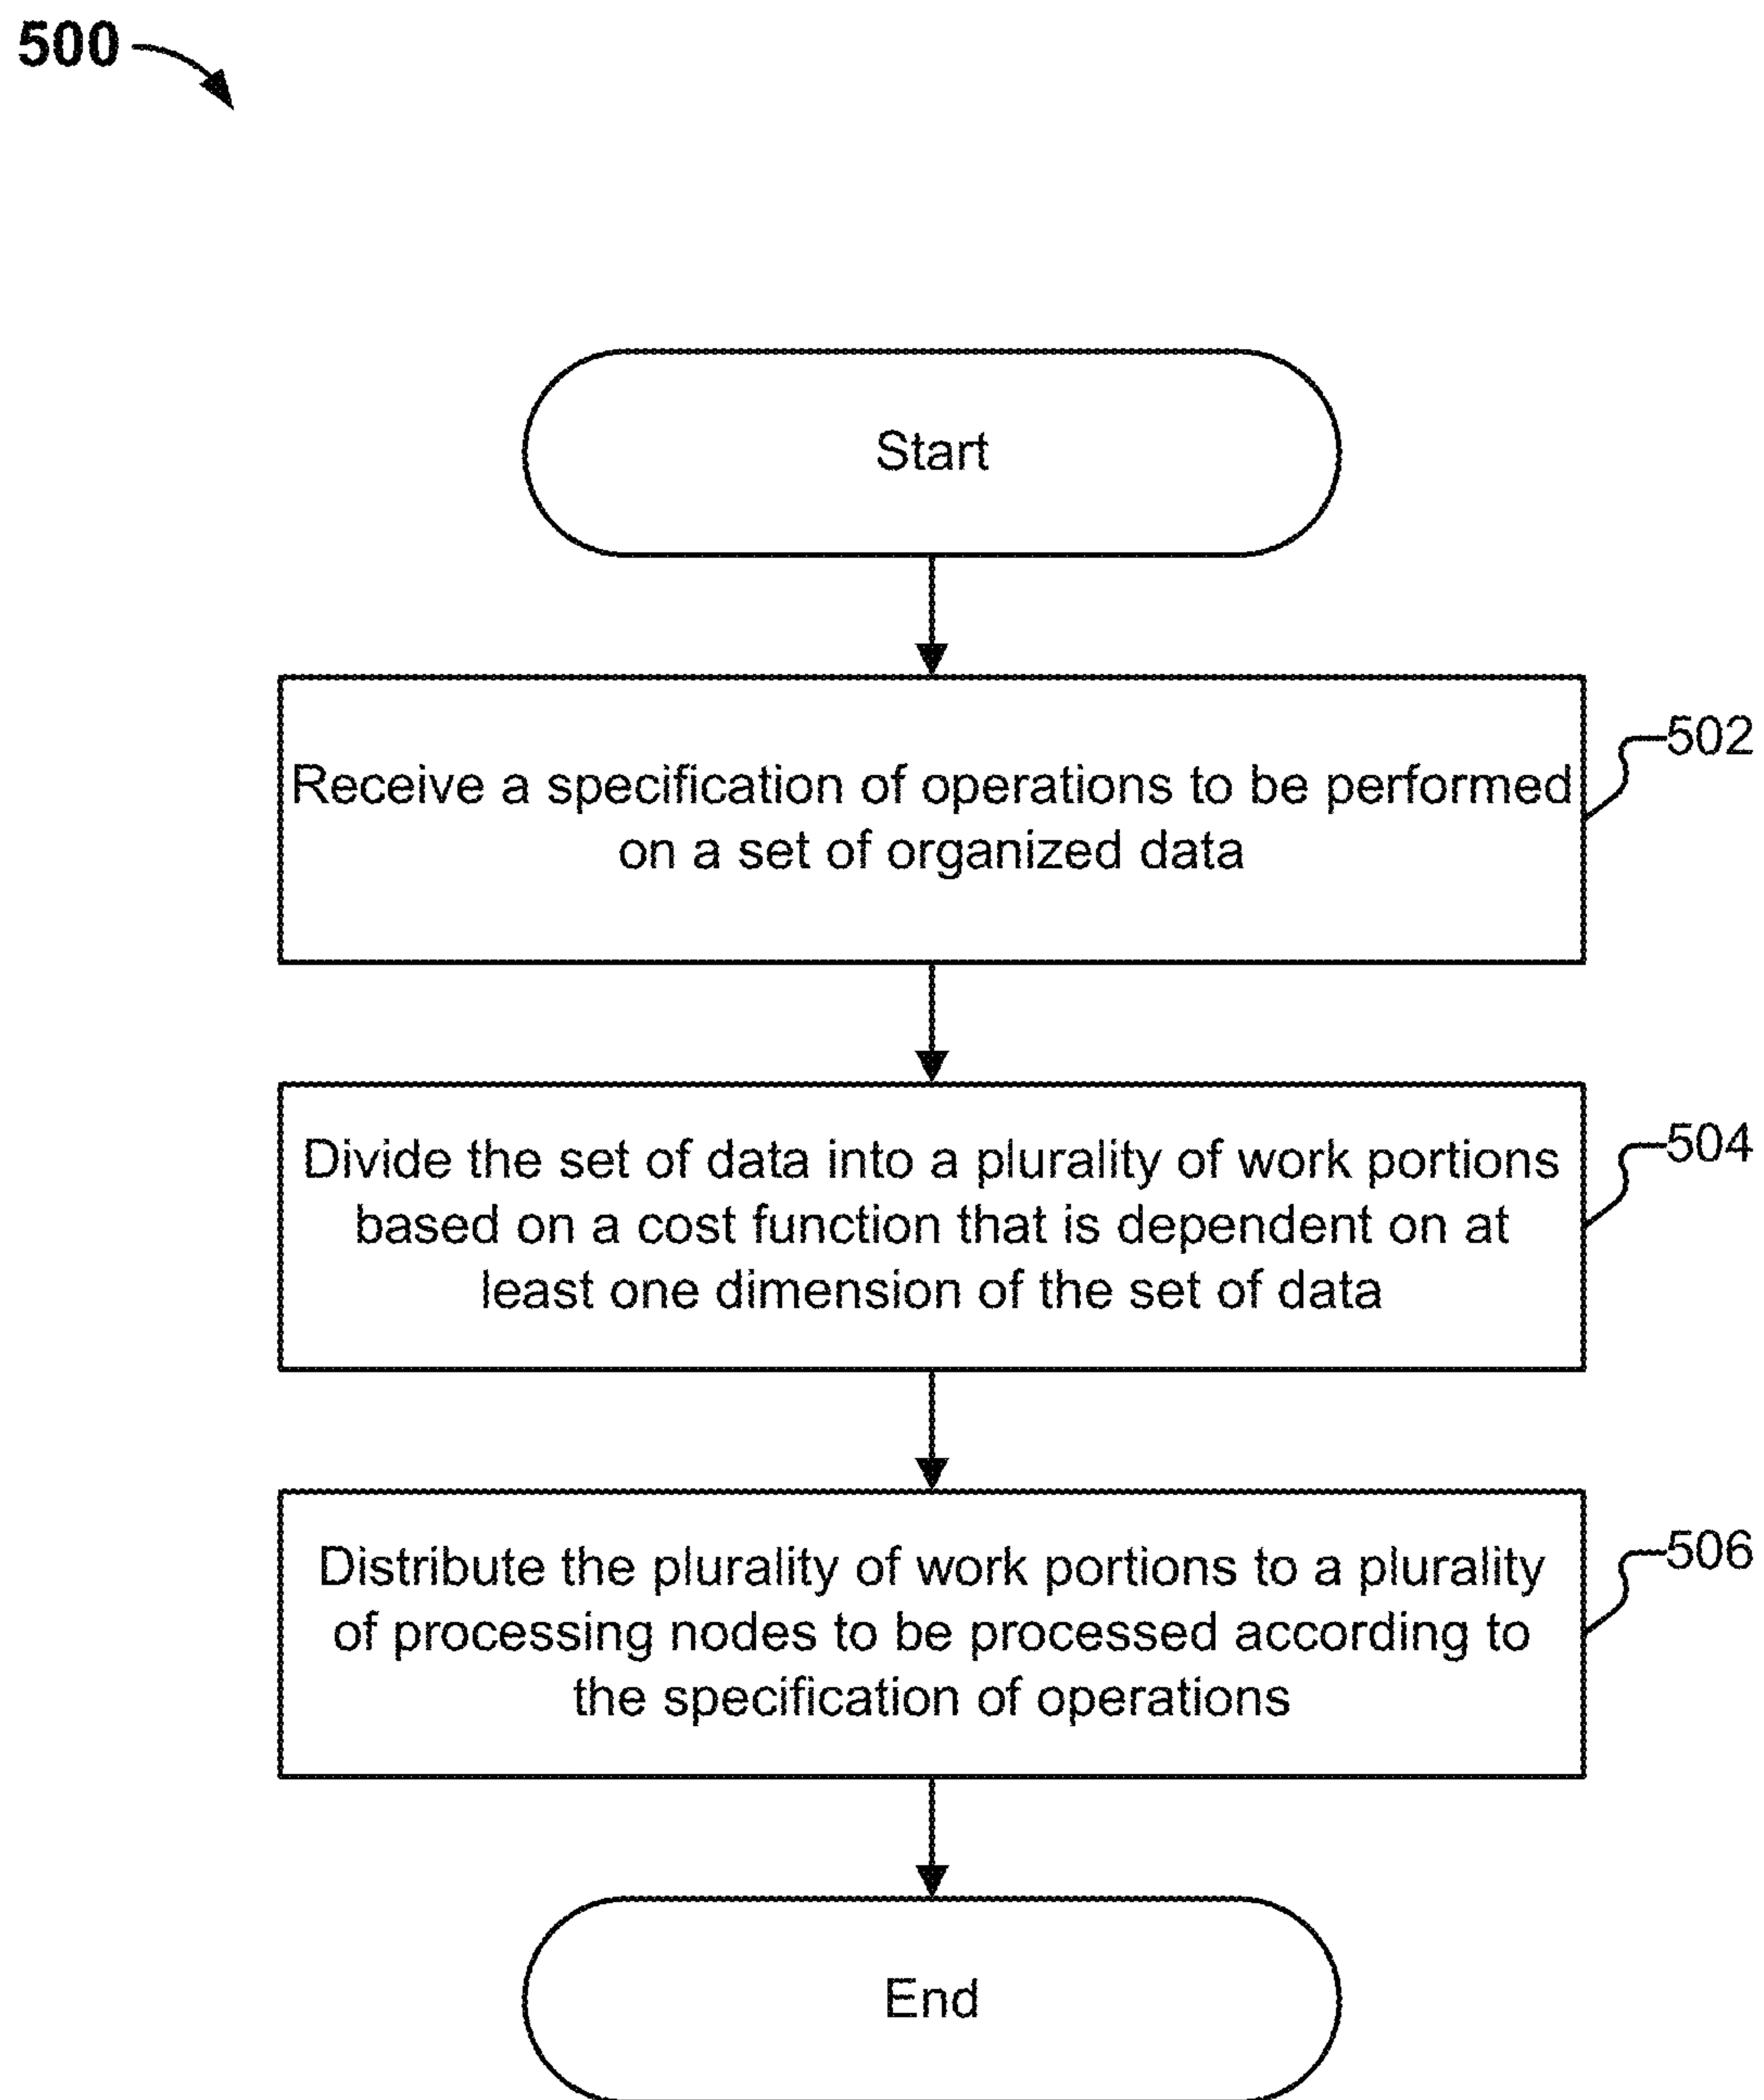 500
Start
Receive a specification of operations to be performed
on a set of organized data
502
Divide the set of data into a plurality of work portions
based on a cost function that is dependent on at
least one dimension of the set of data
504
Distribute the plurality of work portions to a plurality
of processing nodes to be processed according to
the specification of operations
506
End